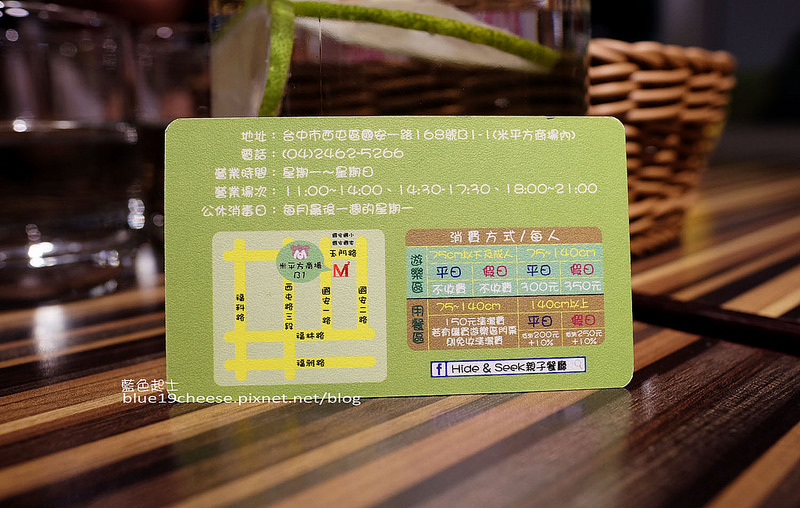 地址：台中市西屯區國安一路168號B1-1(米平方商場內)
電話：(04)2462-5266
營業時間：星期一～星期日
營業場次：11:00~14:00、14:30-17:30、18:00~21:00
公休消毒日：每月最後一週的星期一
國安國小
玉門路
米平方商場
B1
M
福科路
西屯路三段
國安一路
國安二路
福林路
福雅路
消費方式/每人
遊樂區
75cm以下及成人 75~140cm
平日 假日 平日 假日
不收費 不收費 300元 350元
用餐區
75~140cm 140cm以上
150元清潔費
若有購買遊樂區門票
則免收清潔費
平日 假日
低消200元
+10%
低消250元
+10%
f Hide & Seek親子餐廳
藍色起士
blue19cheese.pixnet.net/blog